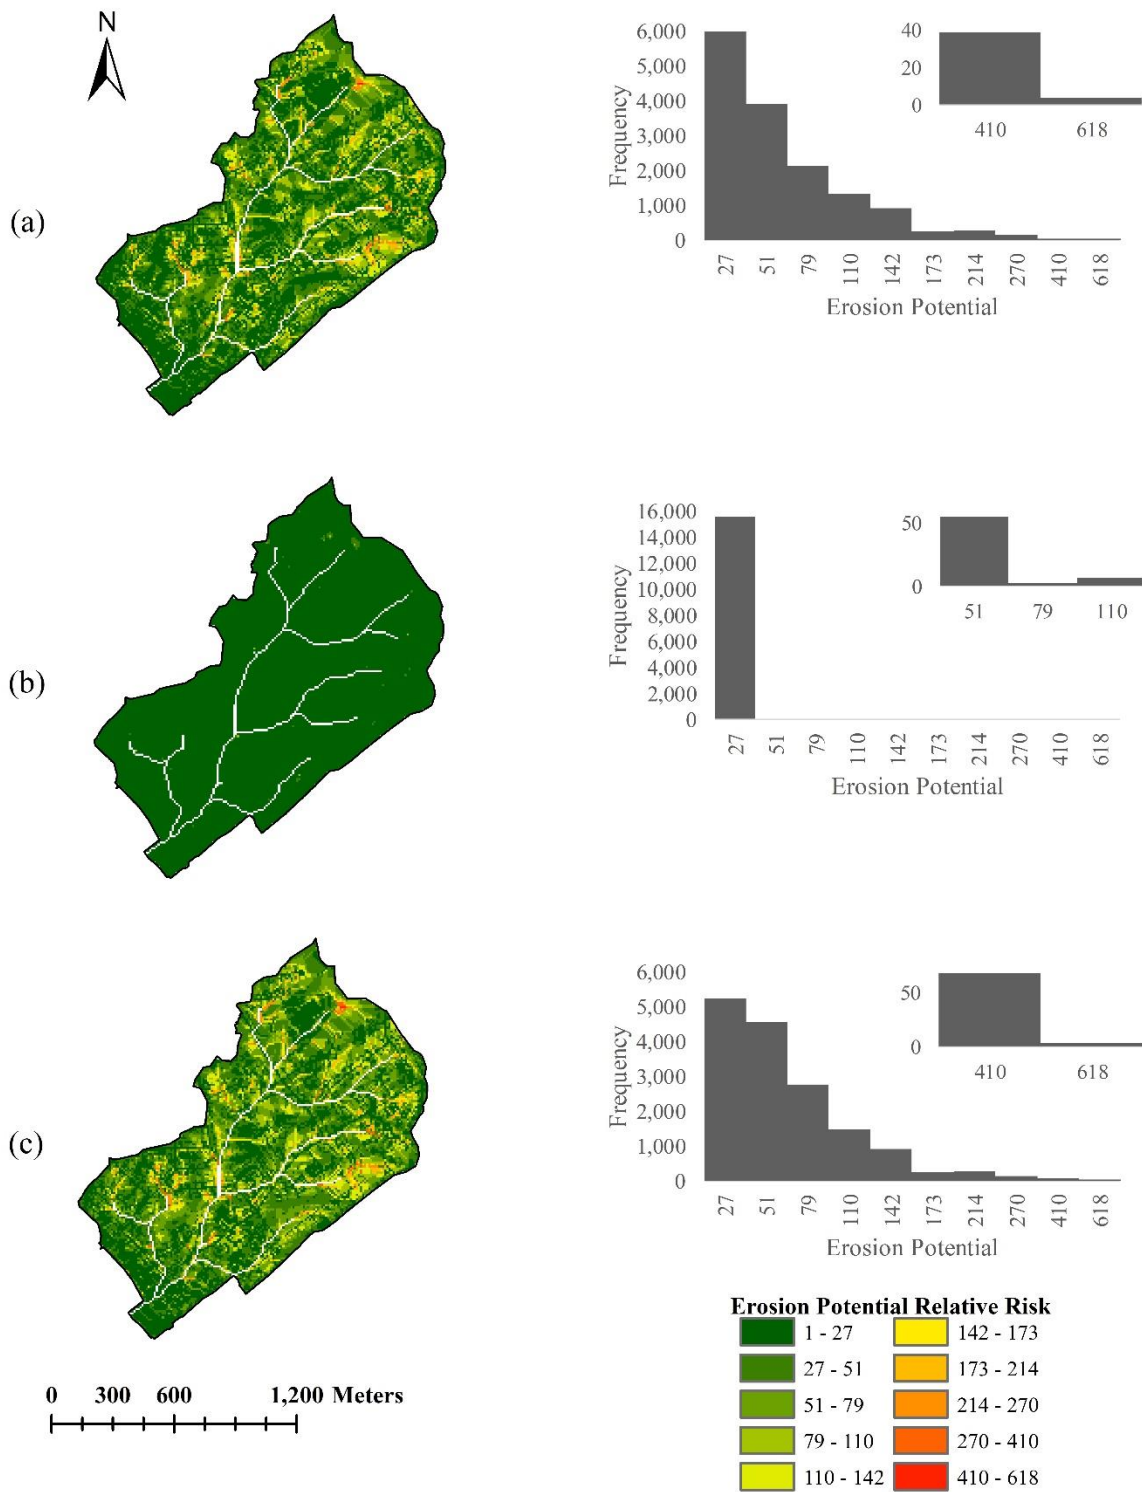 N
(a)
6,000
5,000
4,000
3,000
2,000
1,000
0
Frequency
27 51 79 110 142 173 214 270 410 618
Erosion Potential
40
20
0
410 618
(b)
16,000
14,000
12,000
10,000
8,000
6,000
4,000
2,000
0
Frequency
27 51 79 110 142 173 214 270 410 618
Erosion Potential
50
0
51 79 110
(c)
6,000
5,000
4,000
3,000
2,000
1,000
0
Frequency
27 51 79 110 142 173 214 270 410 618
Erosion Potential
50
0
410 618
0 300 600 1,200 Meters
Erosion Potential Relative Risk
1 - 27 142 - 173
27 - 51 173 - 214
51 - 79 214 - 270
79 - 110 270 - 410
110 - 142 410 - 618